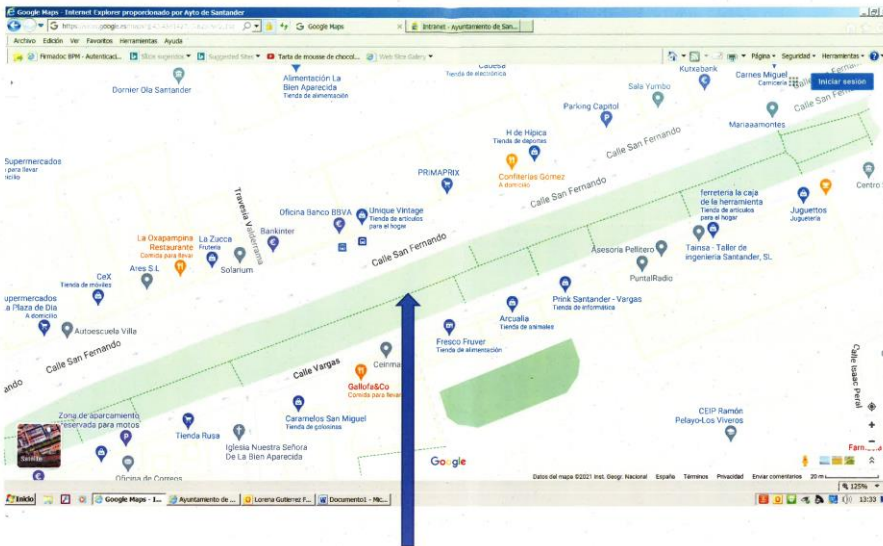 Google Maps - Internet Explorer proporcionado por Ayto de Santander
Google Maps
Intranet - Ayuntamiento de San...
Archivo Edición Ver Favoritos Herramientas Ayuda
Firmadoc BPM - Autenticaci...
Slice sugeridos
Suggested Sites
Tarta de mousse de chocol...
Web Slice Gallery
Página Seguridad Herramientas
Iniciar sesión
Dornier Ola Santander
Alimentación La
Bien Aparecida
Tienda de alimentación
Tienda de electrónica
Kutxabank
Carnes Miguel
Carnicería
Sala Yumbo
Parking Capitol
Calle San Fernando
Mariaaamontes
H de Hípica
Tienda de deportes
Calle San Fernando
Supermercados
para llevar
PRIMAPRIX
Confiterías Gómez
A domicilio
Calle San Fernando
Centro
Travesía Valderrama
Oficina Banco BBVA
Unique Vintage
Tienda de artículos
para el hogar
ferretería la caja
de la herramienta
Tienda de artículos
para el hogar
Juguettos
Juguetería
La Oxapampina
Restaurante
Comida para llevar
La Zucca
Frutería
Bankinter
Solarium
Calle San Fernando
Asesoría Pellitero
Tainsa - Taller de
ingeniería Santander, SL
PuntalRadio
CeX
Tienda de móviles
Ares S.L
Prink Santander - Vargas
Tienda de informática
Arcualia
Tienda de animales
upermercados
a Plaza de Dia
A domicilio
Autoescuela Villa
Fresco Fruver
Tienda de alimentación
Calle San Fernando
Calle Vargas
Ceinma
Calle Isaac Peral
Gallofa&Co
Comida para llevar
Zona de aparcamiento
reservada para motos
Caramelos San Miguel
Tienda de golosinas
CEIP Ramón
Pelayo-Los Viveros
Tienda Rusa
Iglesia Nuestra Señora
De La Bien Aparecida
Satélite
Google
Oficina de Correos
Datos del mapa ©2021 Inst. Geogr. Nacional España Términos Privacidad Enviar comentarios 20 m
125%
Inicio
Google Maps - I...
Ayuntamiento de ...
Lorena Gutierrez F...
Documento1 - Mic...
13:33